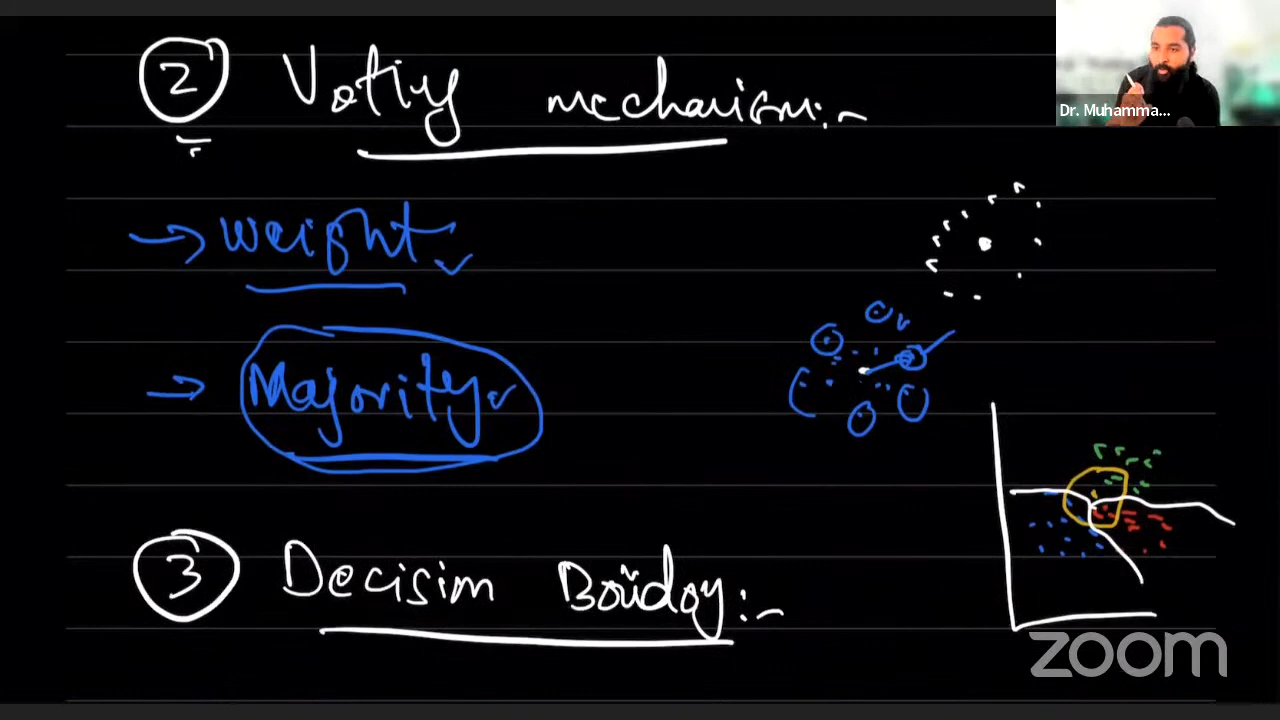 ② Voting mechanism:-
Dr. Muhamma...
→ weight
→ Majority
③ Decision Boundary:-
zoom